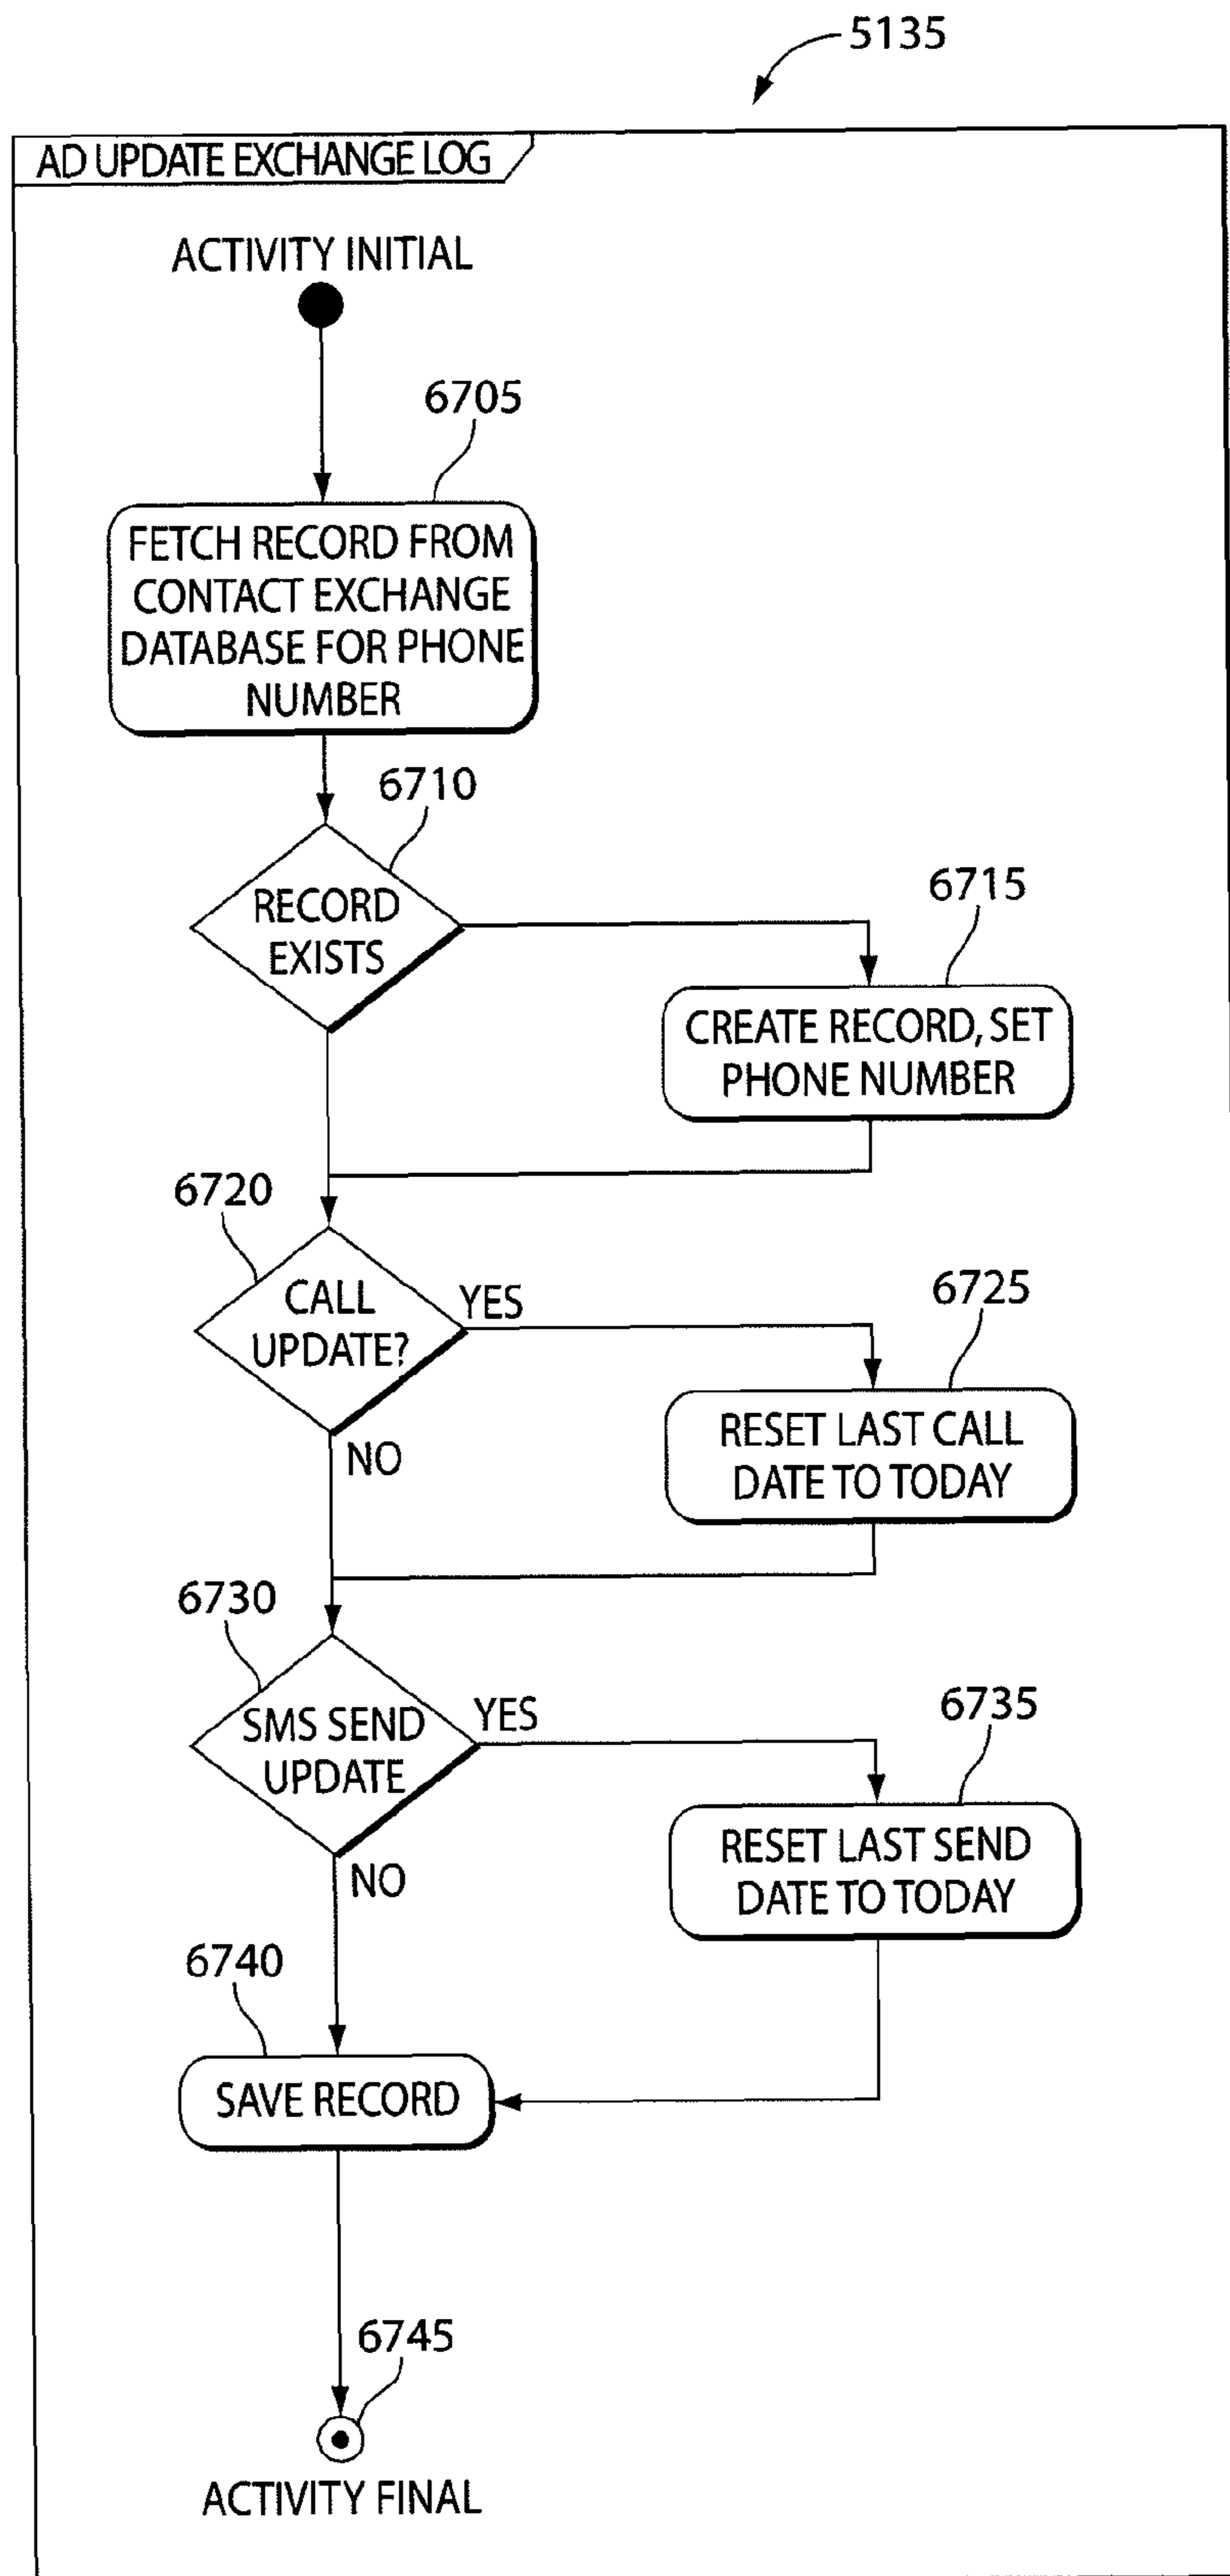 5135
AD UPDATE EXCHANGE LOG
ACTIVITY INITIAL
6705
FETCH RECORD FROM
CONTACT EXCHANGE
DATABASE FOR PHONE
NUMBER
6710
RECORD
EXISTS
6715
CREATE RECORD, SET
PHONE NUMBER
6720
CALL
UPDATE?
YES
NO
6725
RESET LAST CALL
DATE TO TODAY
6730
SMS SEND
UPDATE
YES
NO
6735
RESET LAST SEND
DATE TO TODAY
6740
SAVE RECORD
6745
ACTIVITY FINAL